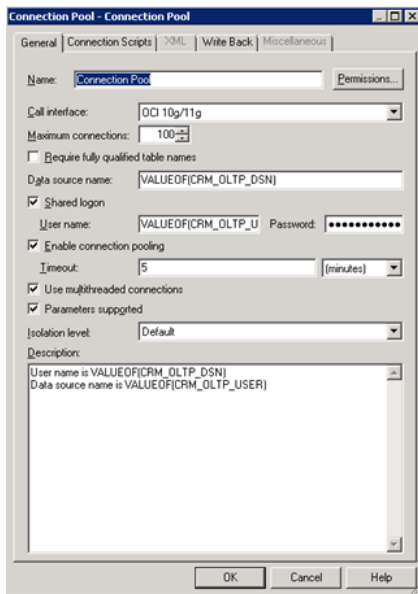 Connection Pool - Connection Pool
General Connection Scripts XML Write Back Miscellaneous
Name: Connection Pool Permissions...
Call interface: OCI 10g/11g
Maximum connections: 100
Require fully qualified table names
Data source name: VALUEOF(CRM_OLTP_DSN)
Shared logon
User name: VALUEOF(CRM_OLTP_U Password: ●●●●●●●●●●●
Enable connection pooling
Timeout: 5 (minutes)
Use multithreaded connections
Parameters supported
Isolation level: Default
Description:
User name is VALUEOF(CRM_OLTP_DSN)
Data source name is VALUEOF(CRM_OLTP_USER)
OK Cancel Help